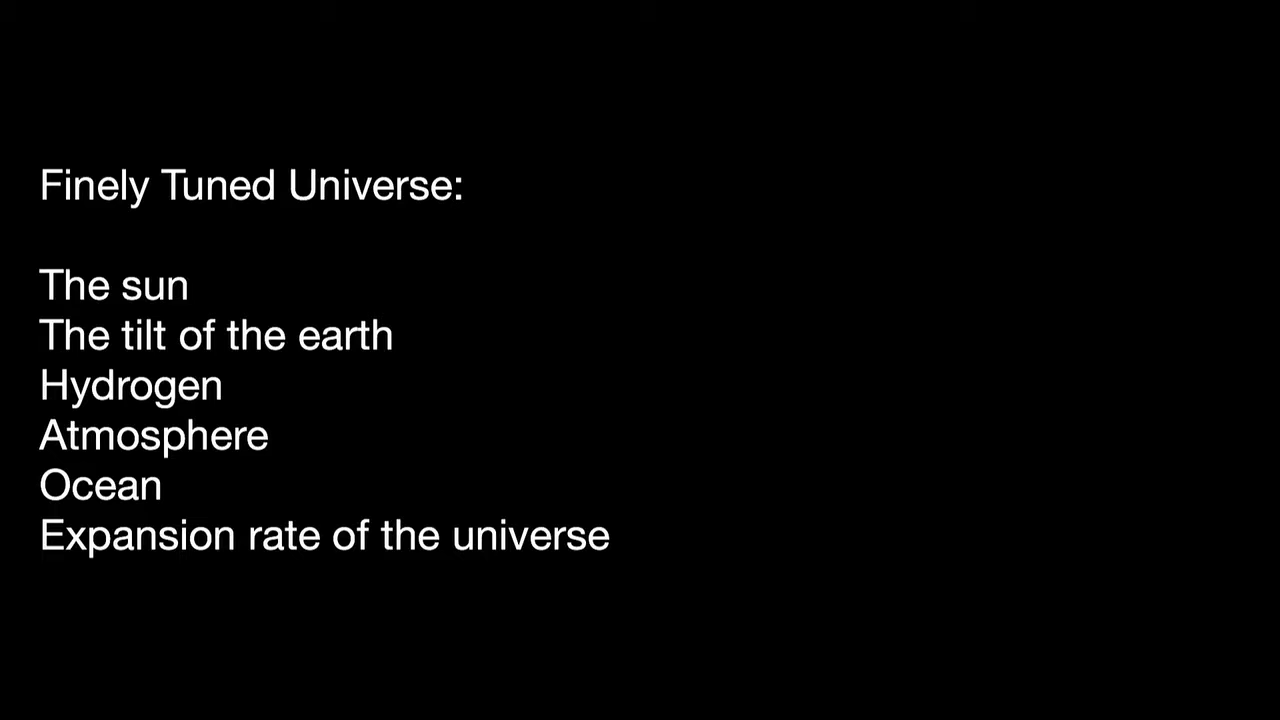 Finely Tuned Universe:
The sun
The tilt of the earth
Hydrogen
Atmosphere
Ocean
Expansion rate of the universe